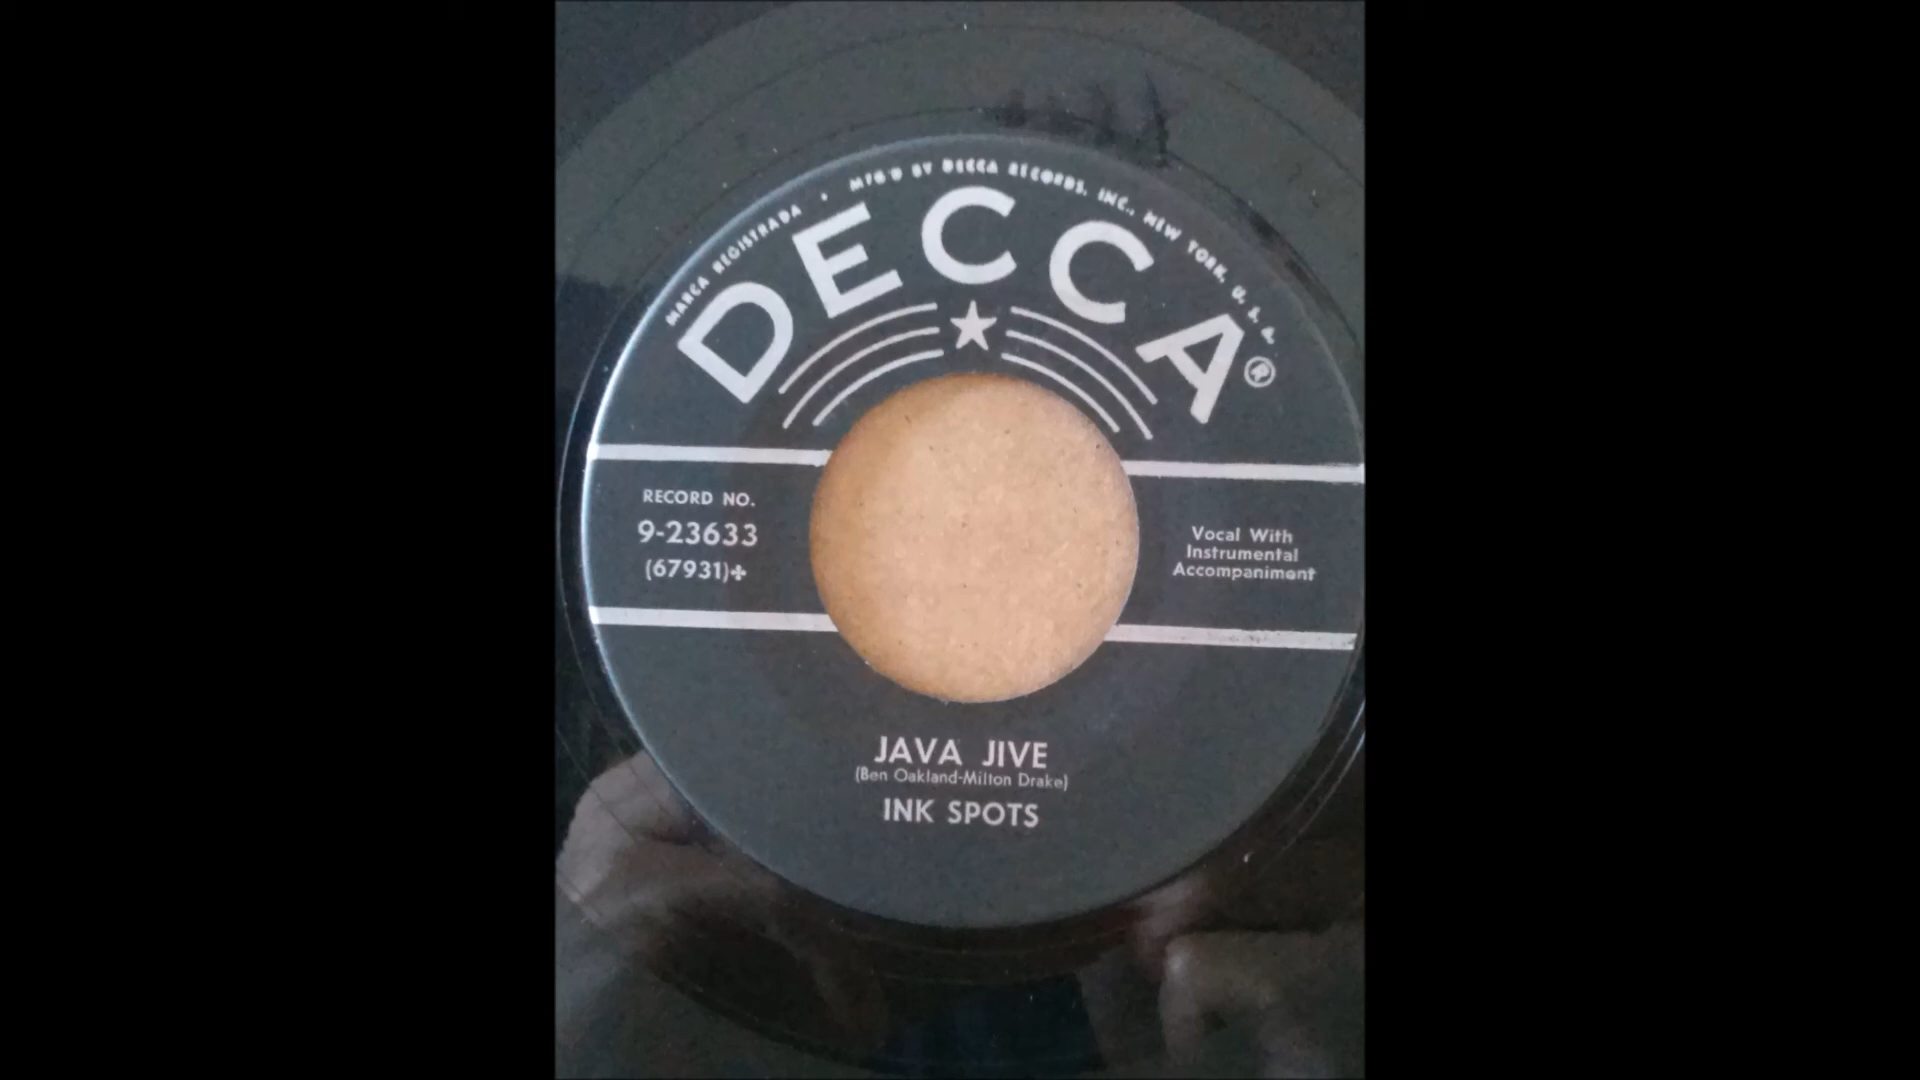 MARCA REGISTRADA • MFG'D BY DECCA RECORDS, INC., NEW YORK, U. S. A.
DECCA®
RECORD NO.
9-23633
(67931)✢
Vocal With
Instrumental
Accompaniment
JAVA JIVE
(Ben Oakland-Milton Drake)
INK SPOTS